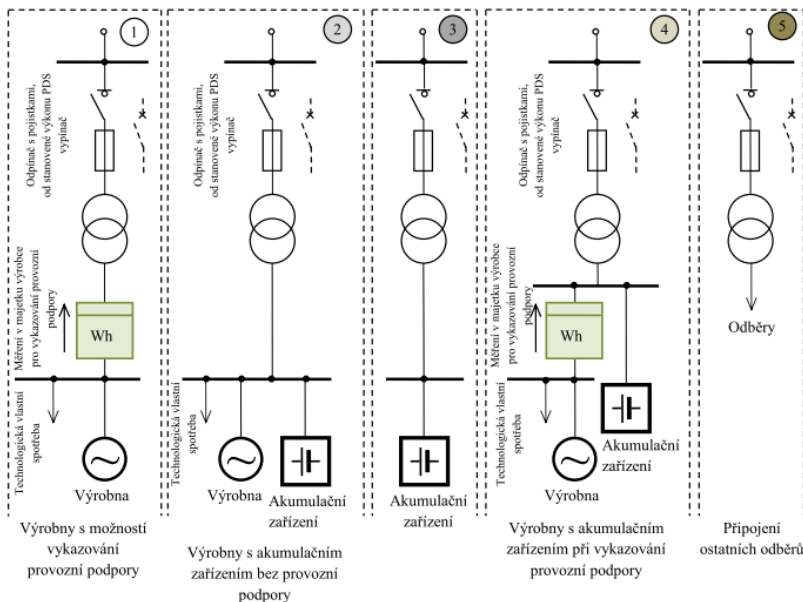 1
Odpínač s pojistkami,
od stanovené výkonu PDS
vypínač
Měření v majetku výrobce
pro vykazování provozní
podpory
Wh
Technologická vlastní
spotřeba
Výrobna
Výrobny s možností
vykazování
provozní podpory
2
Odpínač s pojistkami,
od stanovené výkonu PDS
vypínač
Technologická vlastní
spotřeba
Výrobna
Akumulační
zařízení
Výrobny s akumulačním
zařízením bez provozní
podpory
3
Akumulační
zařízení
4
Odpínač s pojistkami,
od stanovené výkonu PDS
vypínač
Měření v majetku výrobce
pro vykazování provozní
podpory
Wh
Technologická vlastní
spotřeba
Akumulační
zařízení
Výrobna
Výrobny s akumulačním
zařízením při vykazování
provozní podpory
5
Odběry
Připojení
ostatních odběrů